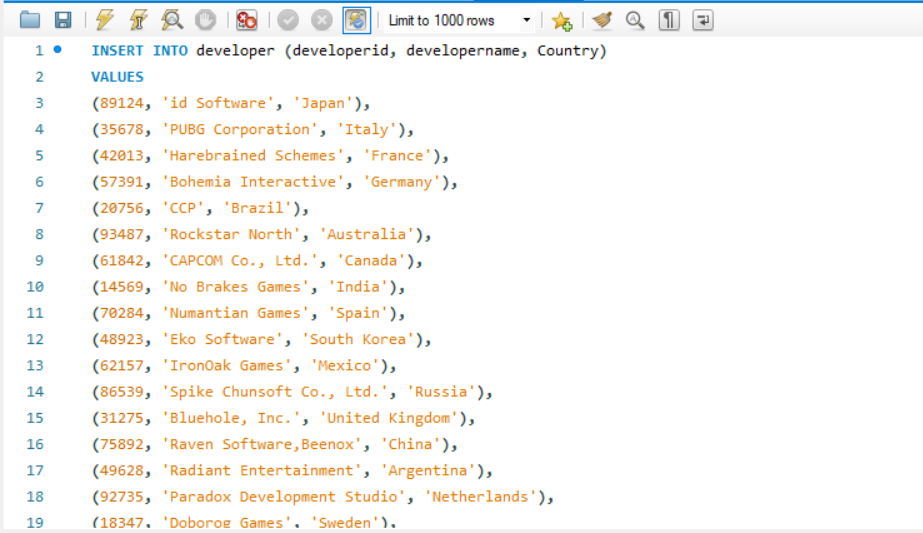 Limit to 1000 rows
1 INSERT INTO developer (developerid, developername, Country)
2 VALUES
3 (89124, 'id Software', 'Japan'),
4 (35678, 'PUBG Corporation', 'Italy'),
5 (42013, 'Harebrained Schemes', 'France'),
6 (57391, 'Bohemia Interactive', 'Germany'),
7 (20756, 'CCP', 'Brazil'),
8 (93487, 'Rockstar North', 'Australia'),
9 (61842, 'CAPCOM Co., Ltd.', 'Canada'),
10 (14569, 'No Brakes Games', 'India'),
11 (70284, 'Numantian Games', 'Spain'),
12 (48923, 'Eko Software', 'South Korea'),
13 (62157, 'IronOak Games', 'Mexico'),
14 (86539, 'Spike Chunsoft Co., Ltd.', 'Russia'),
15 (31275, 'Bluehole, Inc.', 'United Kingdom'),
16 (75892, 'Raven Software,Beenox', 'China'),
17 (49628, 'Radiant Entertainment', 'Argentina'),
18 (92735, 'Paradox Development Studio', 'Netherlands'),
19 (18347, 'Doborog Games', 'Sweden'),